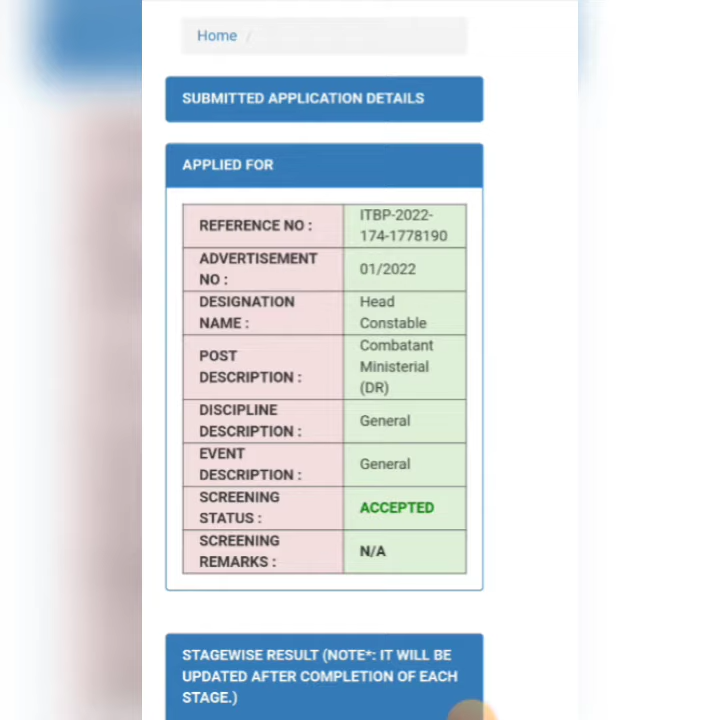 Home /
SUBMITTED APPLICATION DETAILS
APPLIED FOR
REFERENCE NO :
ITBP-2022-
174-1778190
ADVERTISEMENT
NO :
01/2022
DESIGNATION
NAME :
Head
Constable
POST
DESCRIPTION :
Combatant
Ministerial
(DR)
DISCIPLINE
DESCRIPTION :
General
EVENT
DESCRIPTION :
General
SCREENING
STATUS :
ACCEPTED
SCREENING
REMARKS :
N/A
STAGEWISE RESULT (NOTE*: IT WILL BE
UPDATED AFTER COMPLETION OF EACH
STAGE.)